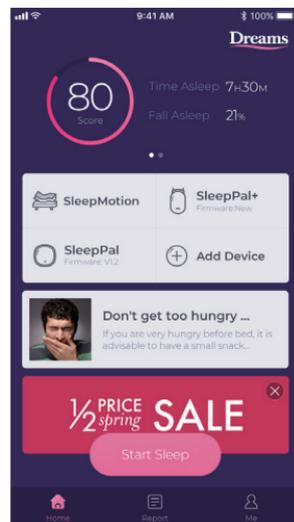 9:41 AM
100%
Dreams
80
Score
Time Asleep 7H30M
Fall Asleep 21%
SleepMotion
SleepPal+
Firmware:New
SleepPal
Firmware: V1.2
Add Device
Don't get too hungry ...
If you are very hungry before bed, it is
advisable to have a small snack...
½ PRICE spring SALE
Start Sleep
Home
Report
Me